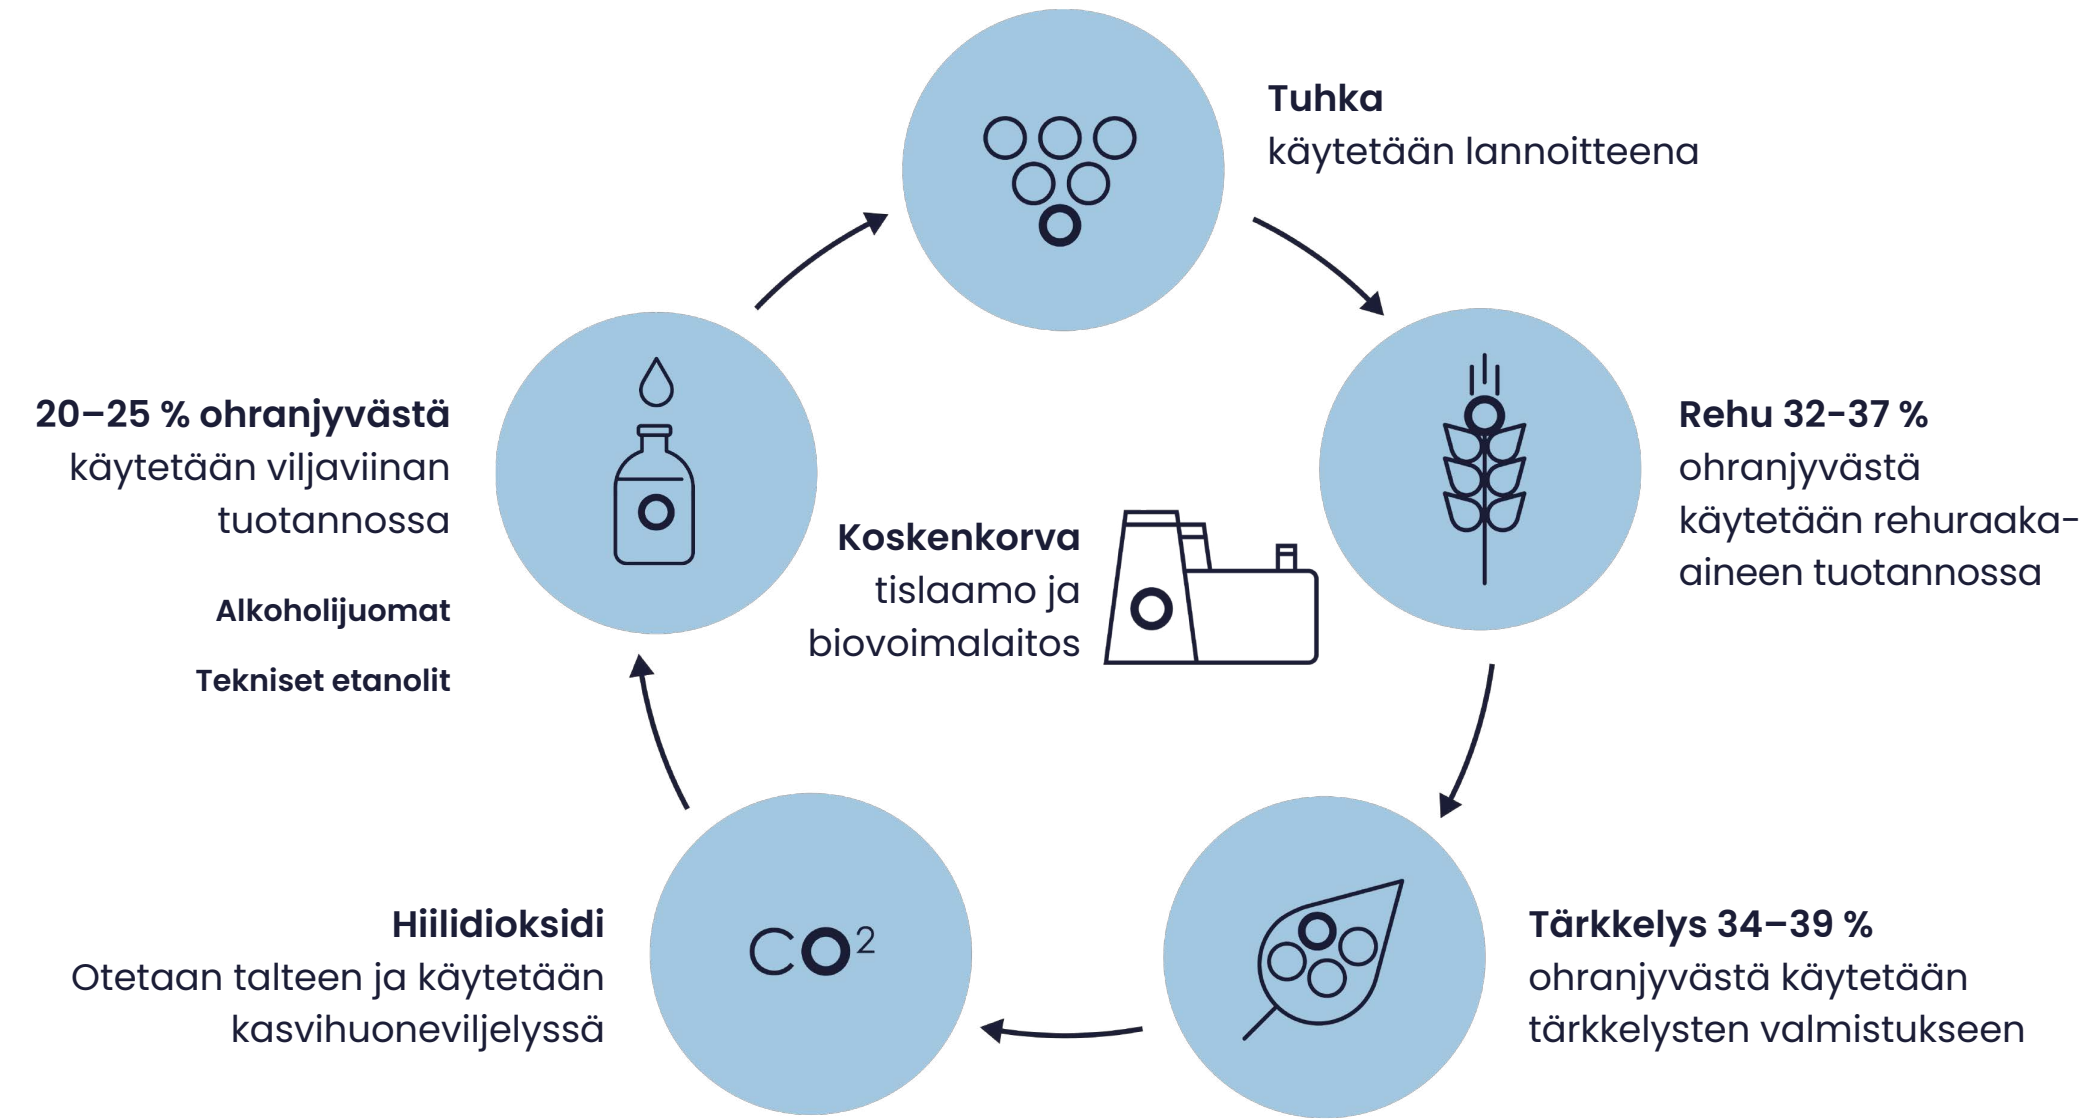 Tuhka
käytetään lannoitteena
20–25 % ohranjyvästä
käytetään viljaviinan
tuotannossa
Alkoholijuomat
Tekniset etanolit
Koskenkorva
tislaamo ja
biovoimalaitos
Rehu 32-37 %
ohranjyvästä
käytetään rehuraaka-
aineen tuotannossa
Hiilidioksidi
Otetaan talteen ja käytetään
kasvihuoneviljelyssä
CO²
Tärkkelys 34–39 %
ohranjyvästä käytetään
tärkkelysten valmistukseen